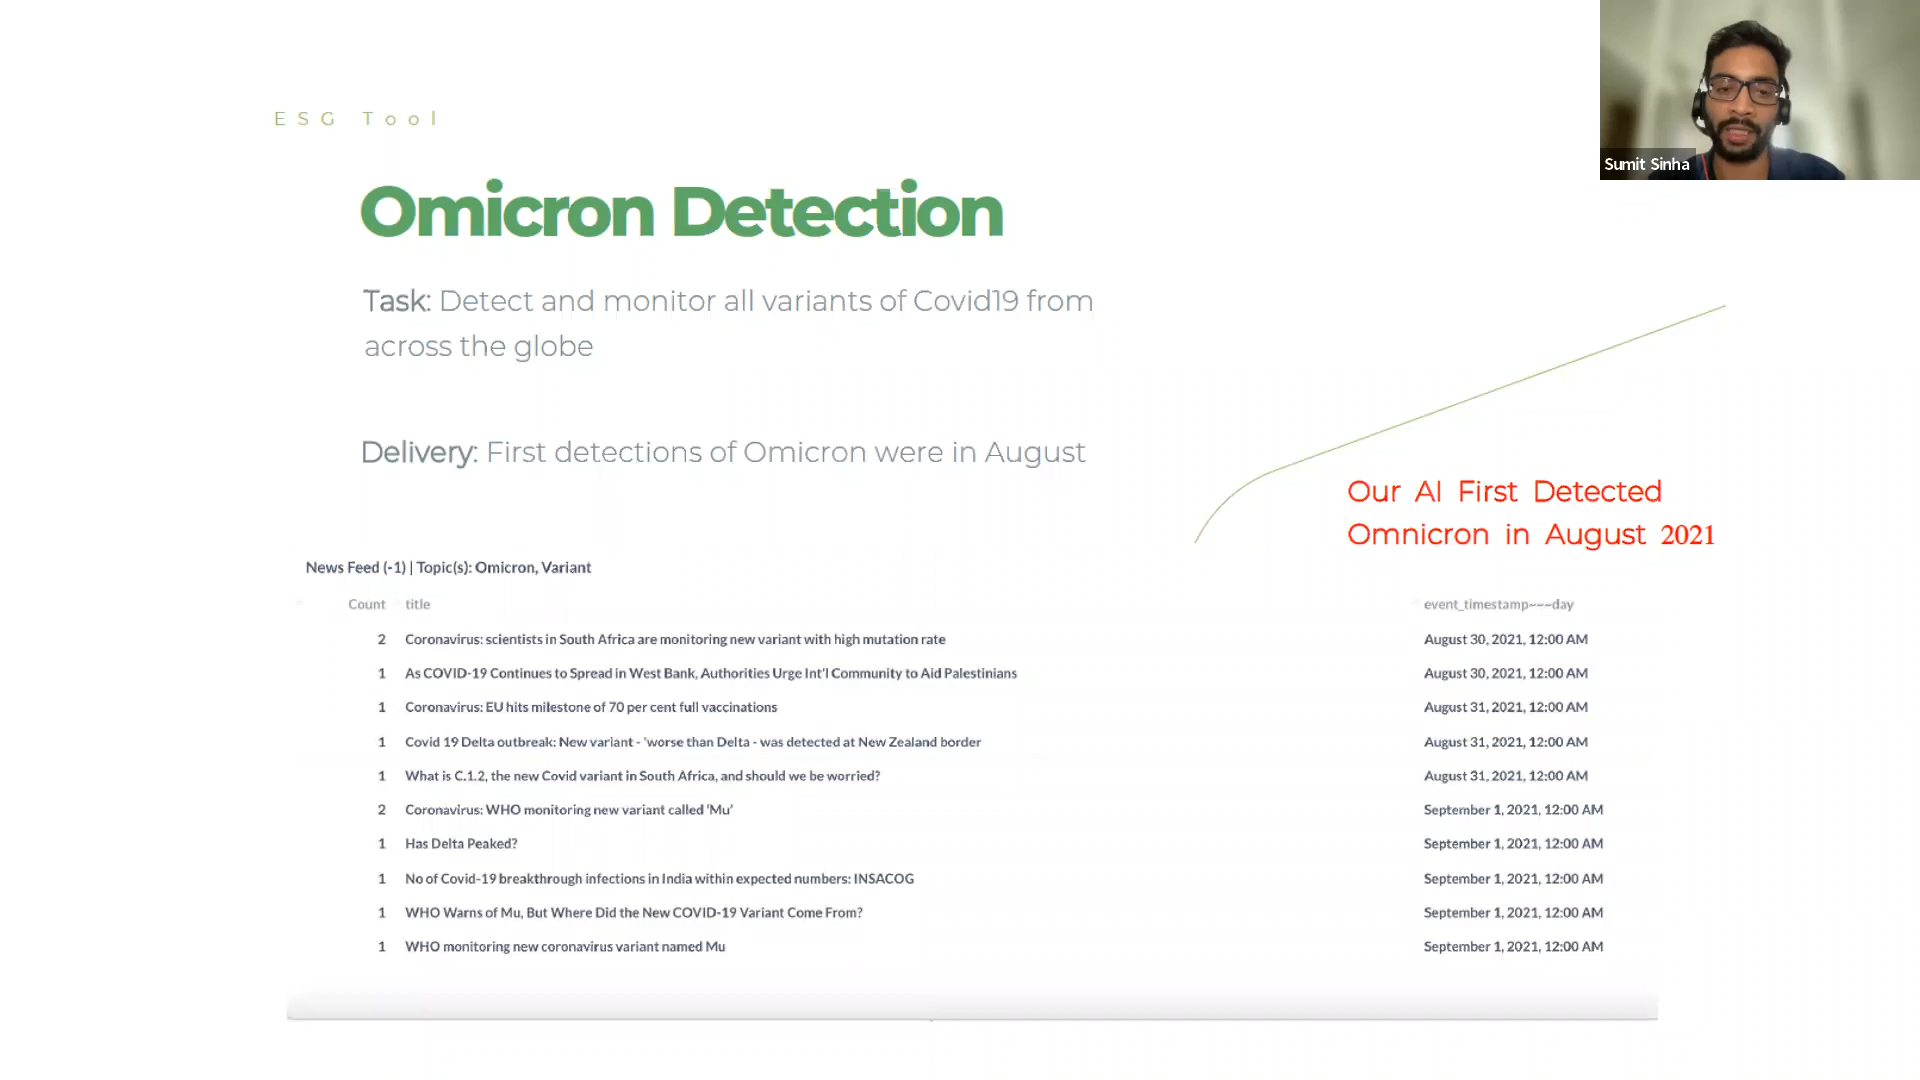 ESG Tool
Sumit Sinha
Omicron Detection
Task: Detect and monitor all variants of Covid19 from
across the globe
Delivery: First detections of Omicron were in August
Our AI First Detected
Omnicron in August 2021
News Feed (-1) | Topic(s): Omicron, Variant
Count title event_timestamp~~~day
2 Coronavirus: scientists in South Africa are monitoring new variant with high mutation rate August 30, 2021, 12:00 AM
1 As COVID-19 Continues to Spread in West Bank, Authorities Urge Int'l Community to Aid Palestinians August 30, 2021, 12:00 AM
1 Coronavirus: EU hits milestone of 70 per cent full vaccinations August 31, 2021, 12:00 AM
1 Covid 19 Delta outbreak: New variant - 'worse than Delta - was detected at New Zealand border August 31, 2021, 12:00 AM
1 What is C.1.2, the new Covid variant in South Africa, and should we be worried? August 31, 2021, 12:00 AM
2 Coronavirus: WHO monitoring new variant called 'Mu' September 1, 2021, 12:00 AM
1 Has Delta Peaked? September 1, 2021, 12:00 AM
1 No of Covid-19 breakthrough infections in India within expected numbers: INSACOG September 1, 2021, 12:00 AM
1 WHO Warns of Mu, But Where Did the New COVID-19 Variant Come From? September 1, 2021, 12:00 AM
1 WHO monitoring new coronavirus variant named Mu September 1, 2021, 12:00 AM